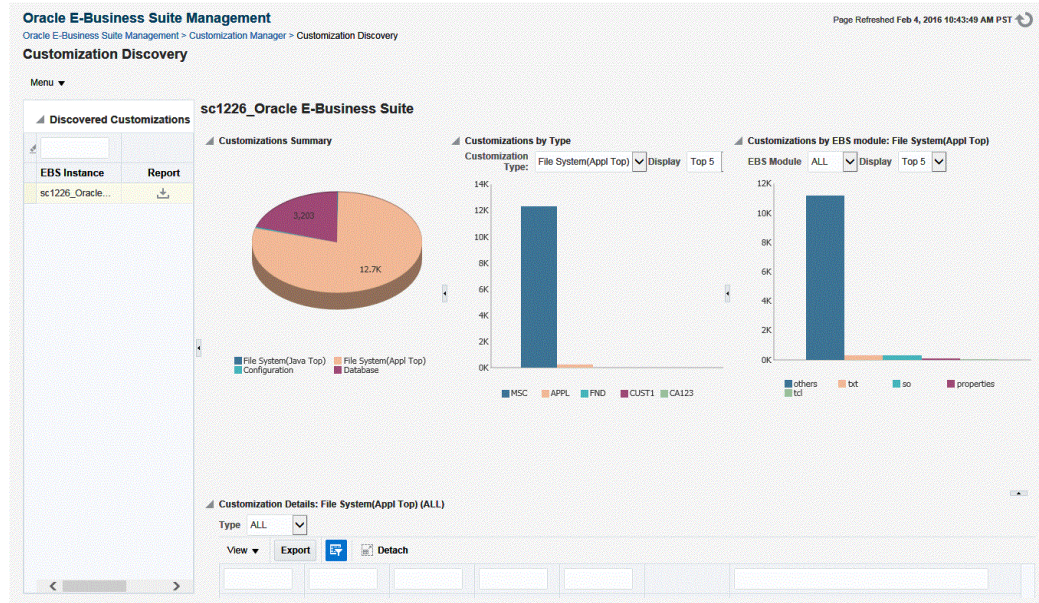 Oracle E-Business Suite Management
Page Refreshed Feb 4, 2016 10:43:49 AM PST
Oracle E-Business Suite Management > Customization Manager > Customization Discovery
Customization Discovery
Menu
Discovered Customizations
EBS Instance Report
sc1226_Oracle...
sc1226_Oracle E-Business Suite
Customizations Summary
3,203
12.7K
File System(Java Top) File System(Appl Top)
Configuration Database
Customizations by Type
Customization Type: File System(Appl Top) Display Top 5
14K
12K
10K
8K
6K
4K
2K
0K
MSC APPL FND CUST1 CA123
Customizations by EBS module: File System(Appl Top)
EBS Module ALL Display Top 5
12K
10K
8K
6K
4K
2K
0K
others txt so properties
tcl
Customization Details: File System(Appl Top) (ALL)
Type ALL
View Export Detach